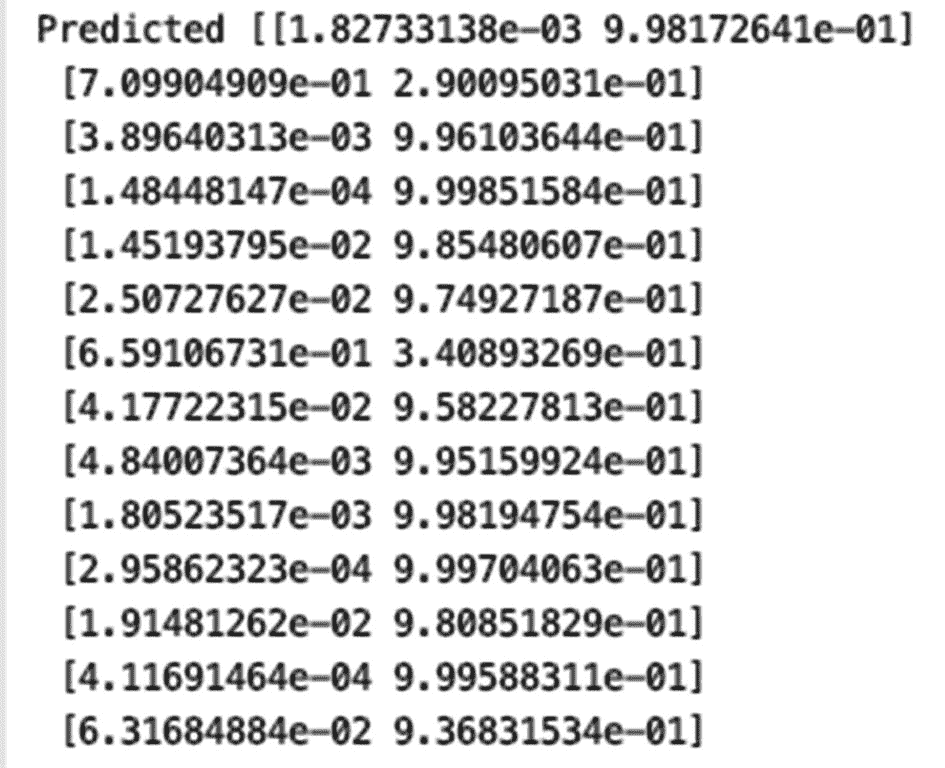 Predicted [[1.82733138e-03 9.98172641e-01]
[7.09904909e-01 2.90095031e-01]
[3.89640313e-03 9.96103644e-01]
[1.48448147e-04 9.99851584e-01]
[1.45193795e-02 9.85480607e-01]
[2.50727627e-02 9.74927187e-01]
[6.59106731e-01 3.40893269e-01]
[4.17722315e-02 9.58227813e-01]
[4.84007364e-03 9.95159924e-01]
[1.80523517e-03 9.98194754e-01]
[2.95862323e-04 9.99704063e-01]
[1.91481262e-02 9.80851829e-01]
[4.11691464e-04 9.99588311e-01]
[6.31684884e-02 9.36831534e-01]